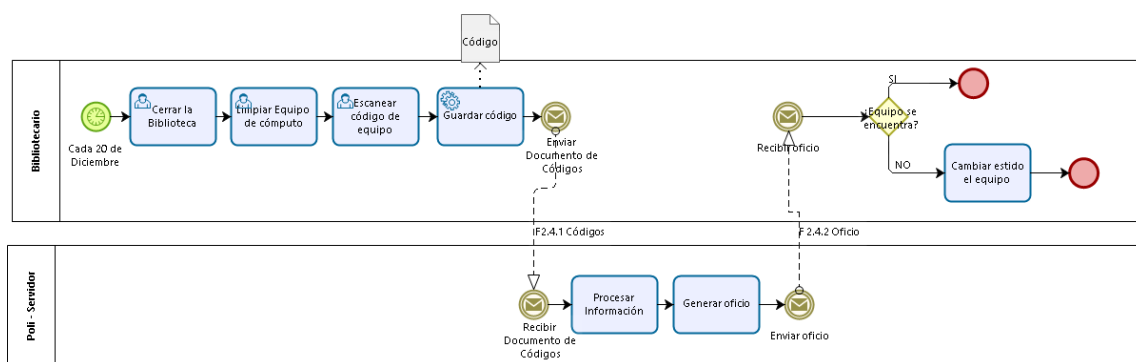 Código
Bibliotecario
Cada 20 de
Diciembre
Cerrar la
Biblioteca
Limpiar Equipo
de cómputo
Escanear
código de
equipo
Guardar código
Enviar
Documento de
Códigos
Recibir oficio
¿Equipo se
encuentra?
SI
NO
Cambiar estido
el equipo
F2.4.1 Códigos
F 2.4.2 Oficio
Poli - Servidor
Recibir
Documento de
Códigos
Procesar
Información
Generar oficio
Enviar oficio